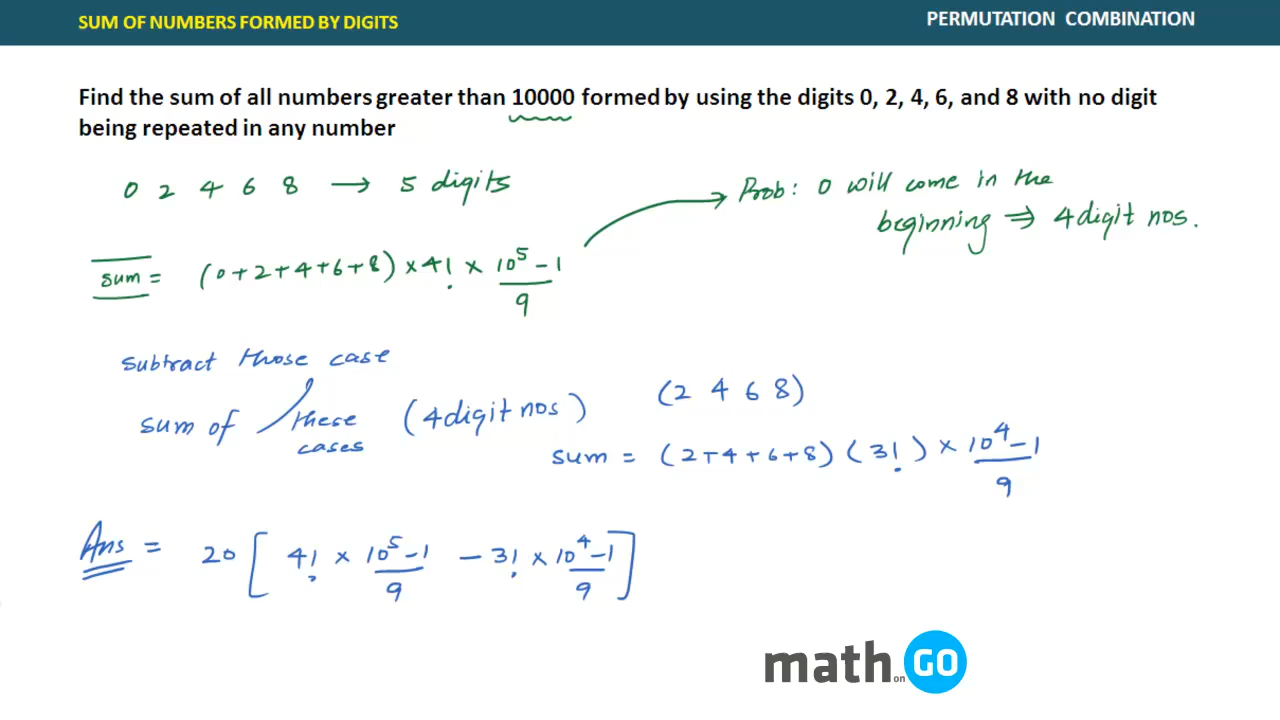 SUM OF NUMBERS FORMED BY DIGITS
PERMUTATION COMBINATION
Find the sum of all numbers greater than 10000 formed by using the digits 0, 2, 4, 6, and 8 with no digit
being repeated in any number
0 2 4 6 8 → 5 digits
Prob: 0 will come in the
beginning ⇒ 4 digit nos.
sum = (0+2+4+6+8) × 4! × (10^5 - 1)/9
subtract those case
sum of these cases (4 digit nos)
(2 4 6 8)
sum = (2+4+6+8) (3!) × (10^4 - 1)/9
Ans = 20 [ 4! × (10^5 - 1)/9 - 3! × (10^4 - 1)/9 ]
math on GO